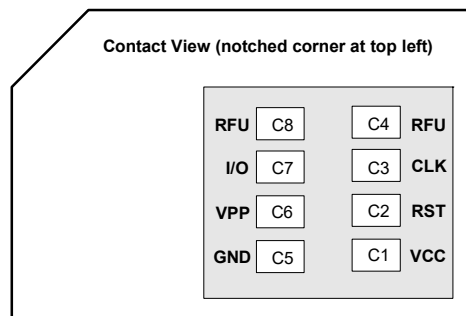 Contact View (notched corner at top left)
RFU C8 C4 RFU
I/O C7 C3 CLK
VPP C6 C2 RST
GND C5 C1 VCC